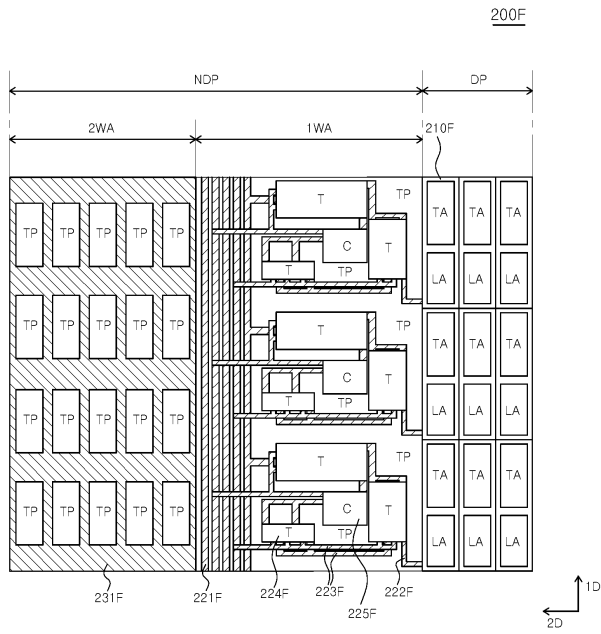 200F
NDP DP
2WA 1WA 210F
T TP TA TA TA
TP TP TP TP TP C T
T TP LA LA LA
TP TP TP TP TP T TP TA TA TA
C T
T TP LA LA LA
TP TP TP TP TP T TP TA TA TA
C T
TP TP TP TP TP T TP LA LA LA
231F 221F 224F 223F 225F 222F
1D
2D